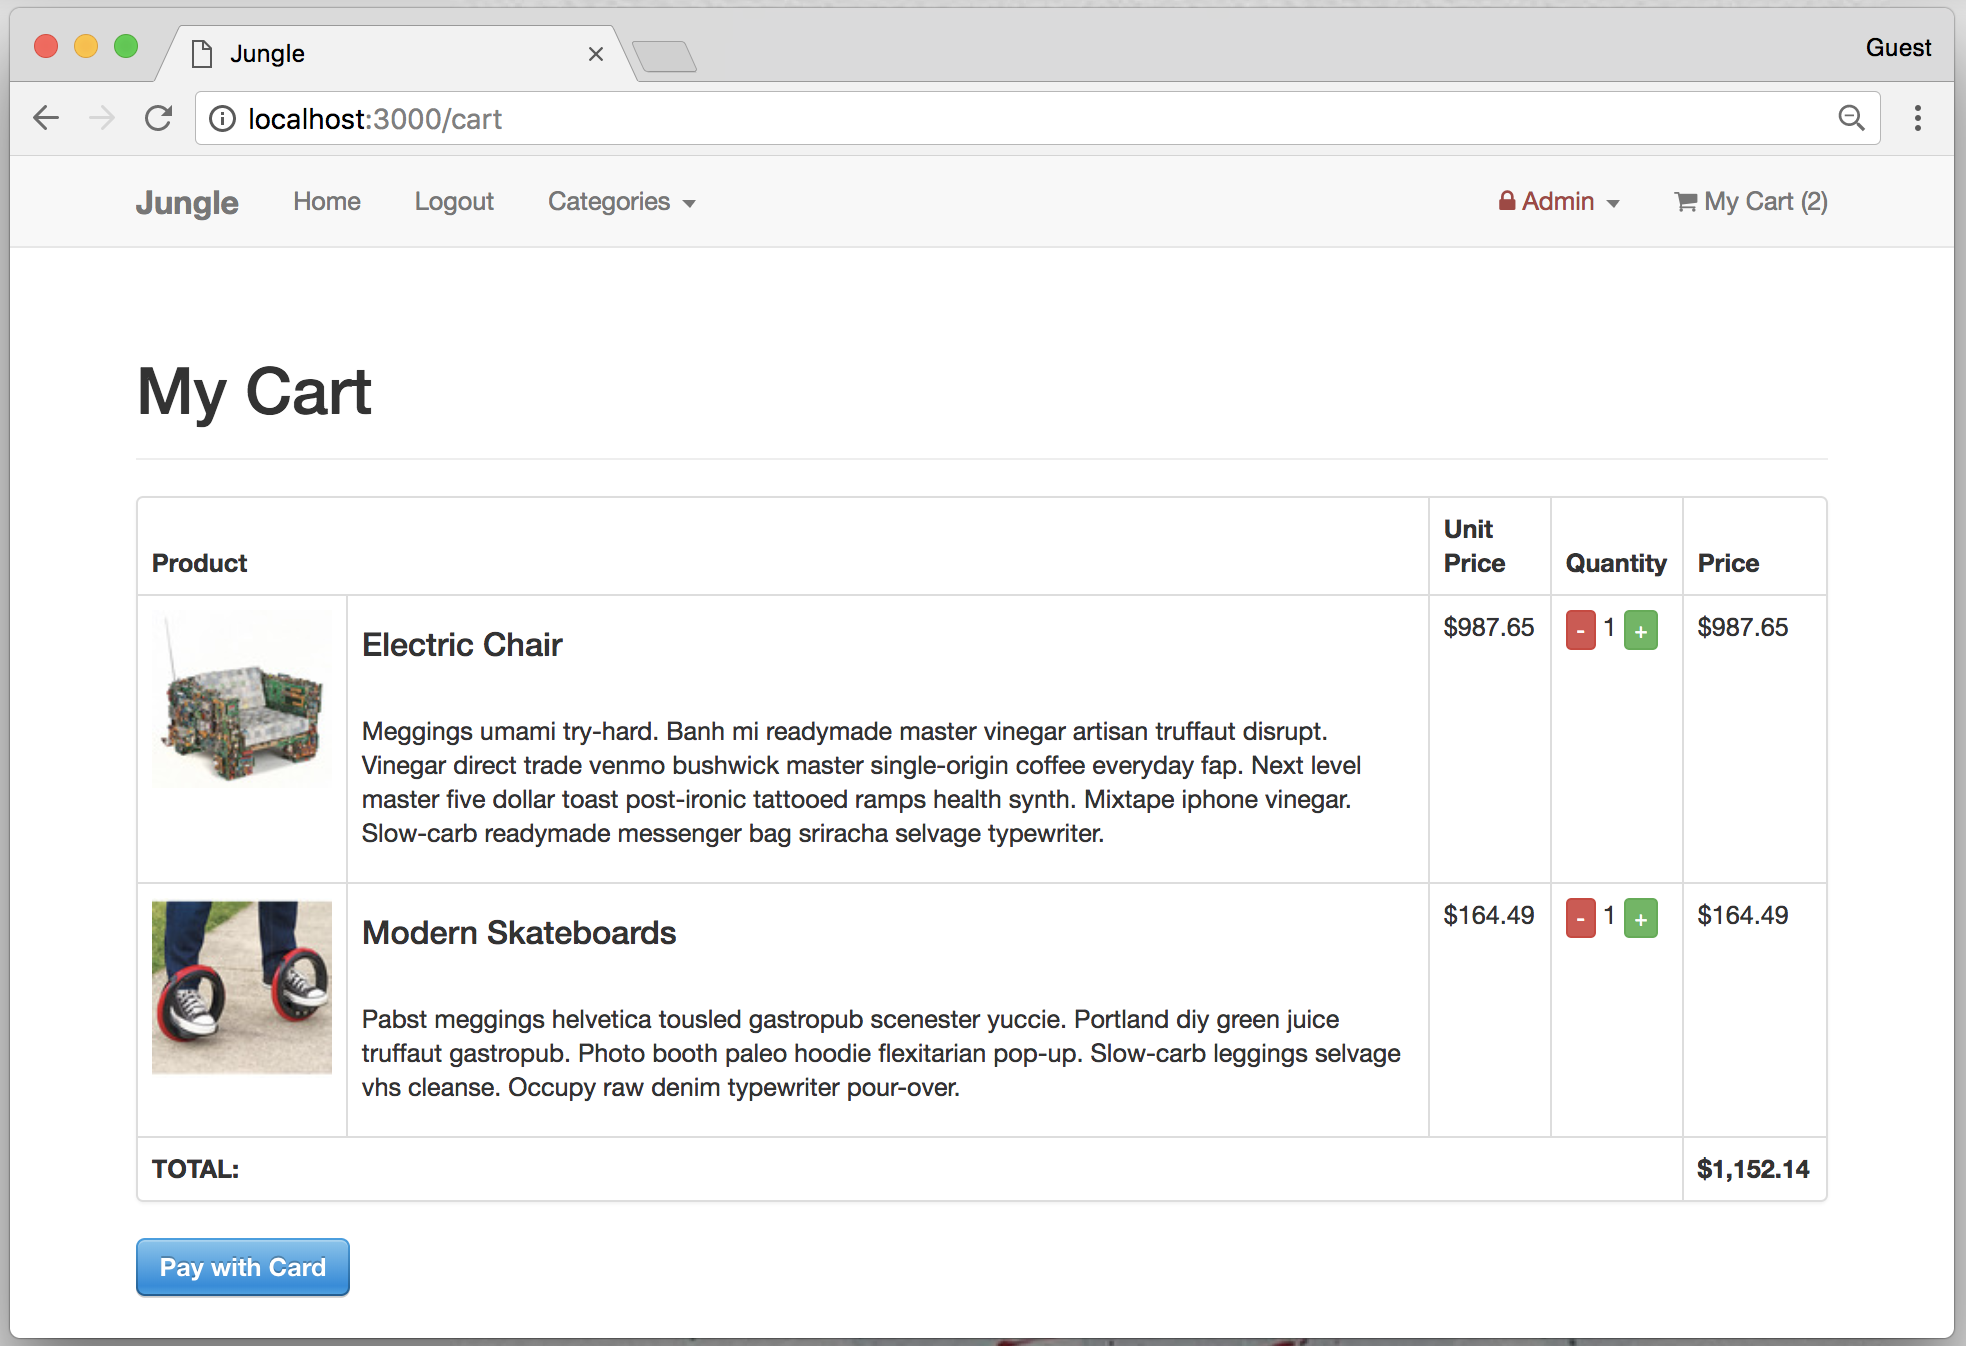 Jungle
Guest
localhost:3000/cart
Jungle Home Logout Categories Admin My Cart (2)
My Cart
Product Unit Price Quantity Price
Electric Chair $987.65 - 1 + $987.65
Meggings umami try-hard. Banh mi readymade master vinegar artisan truffaut disrupt.
Vinegar direct trade venmo bushwick master single-origin coffee everyday fap. Next level
master five dollar toast post-ironic tattooed ramps health synth. Mixtape iphone vinegar.
Slow-carb readymade messenger bag sriracha selvage typewriter.
Modern Skateboards $164.49 - 1 + $164.49
Pabst meggings helvetica tousled gastropub scenester yuccie. Portland diy green juice
truffaut gastropub. Photo booth paleo hoodie flexitarian pop-up. Slow-carb leggings selvage
vhs cleanse. Occupy raw denim typewriter pour-over.
TOTAL: $1,152.14
Pay with Card